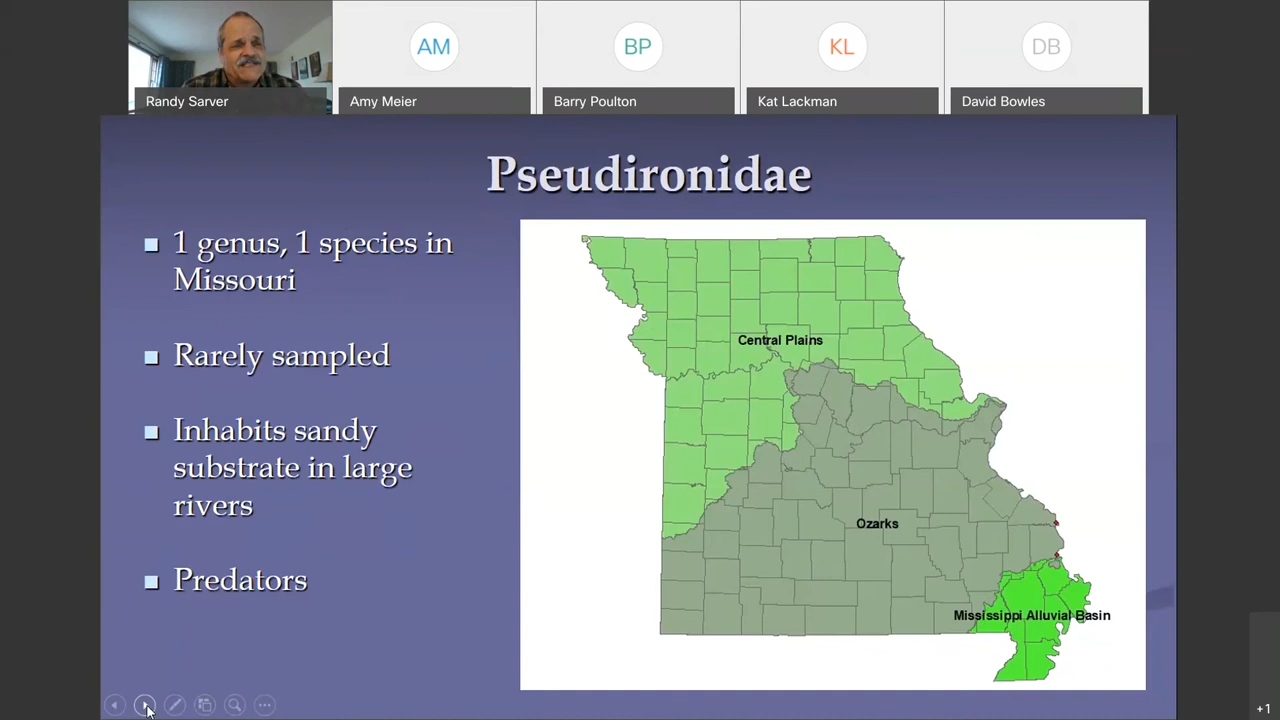 AM
BP
KL
DB
Randy Sarver
Amy Meier
Barry Poulton
Kat Lackman
David Bowles
Pseudironidae
1 genus, 1 species in
Missouri
Rarely sampled
Inhabits sandy
substrate in large
rivers
Predators
Central Plains
Ozarks
Mississippi Alluvial Basin
+1